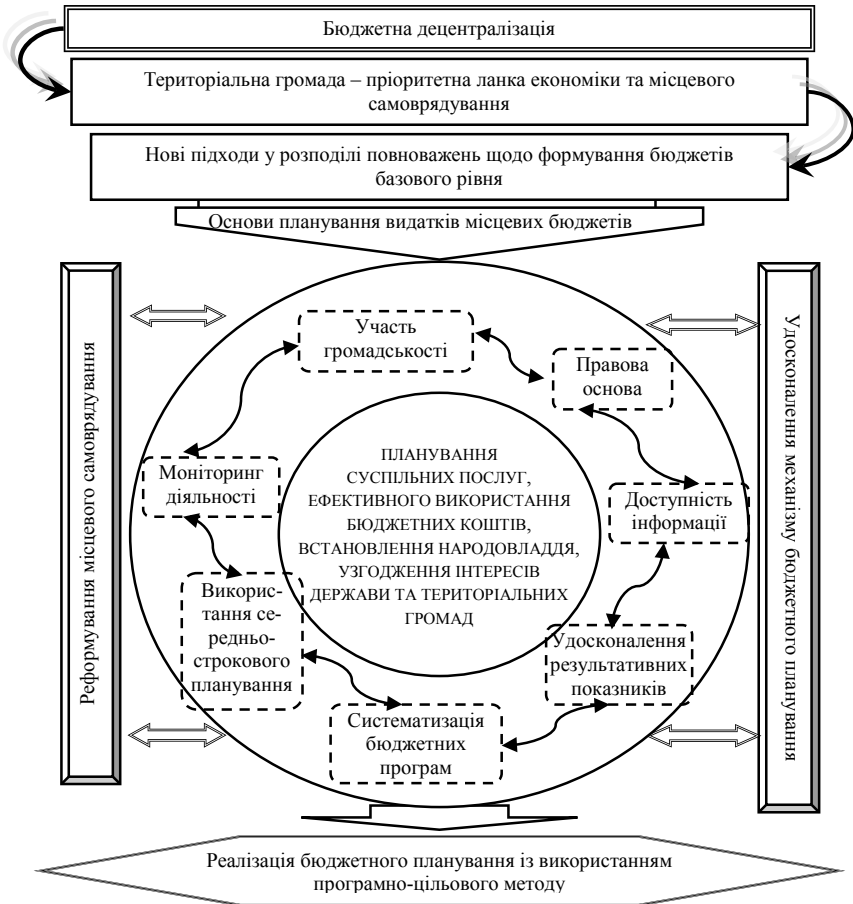 Бюджетна децентралізація
Територіальна громада – пріоритетна ланка економіки та місцевого
самоврядування
Нові підходи у розподілі повноважень щодо формування бюджетів
базового рівня
Основи планування видатків місцевих бюджетів
Реформування місцевого самоврядування
Участь
громадськості
Правова
основа
Моніторинг
діяльності
ПЛАНУВАННЯ
СУСПІЛЬНИХ ПОСЛУГ,
ЕФЕКТИВНОГО ВИКОРИСТАННЯ
БЮДЖЕТНИХ КОШТІВ,
ВСТАНОВЛЕННЯ НАРОДОВЛАДДЯ,
УЗГОДЖЕННЯ ІНТЕРЕСІВ
ДЕРЖАВИ ТА ТЕРИТОРІАЛЬНИХ
ГРОМАД
Доступність
інформації
Викорис-
тання се-
редньо-
строкового
планування
Удосконалення
результативних
показників
Систематизація
бюджетних
програм
Удосконалення механізму бюджетного планування
Реалізація бюджетного планування із використанням
програмно-цільового методу